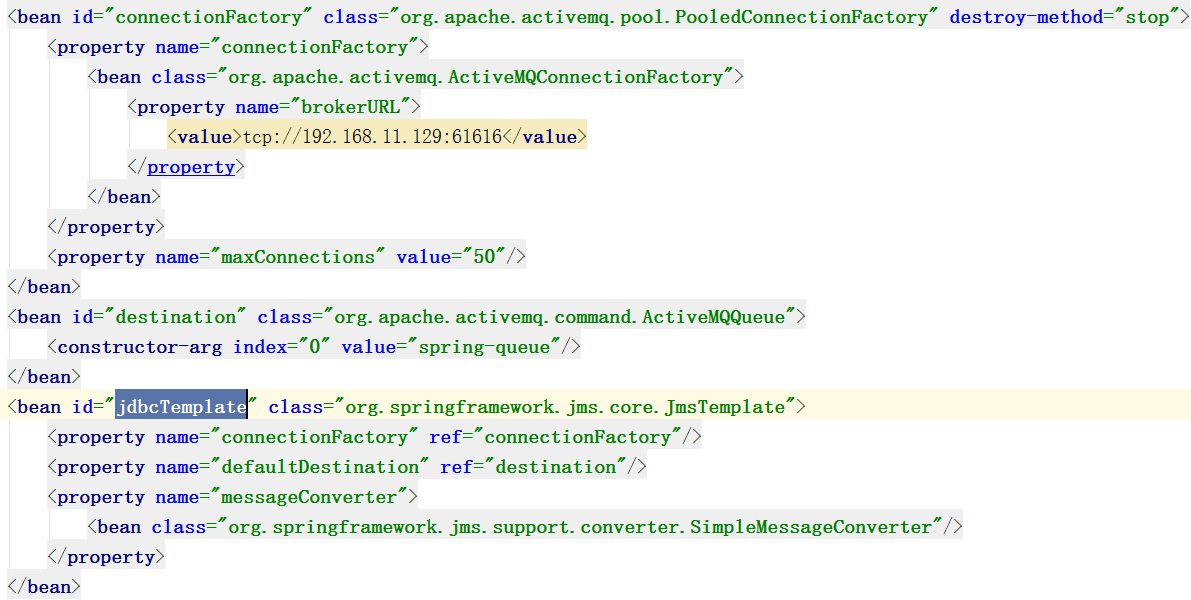 <bean id="connectionFactory" class="org.apache.activemq.pool.PooledConnectionFactory" destroy-method="stop">
<property name="connectionFactory">
<bean class="org.apache.activemq.ActiveMQConnectionFactory">
<property name="brokerURL">
<value>tcp://192.168.11.129:61616</value>
</property>
</bean>
</property>
<property name="maxConnections" value="50"/>
</bean>
<bean id="destination" class="org.apache.activemq.command.ActiveMQQueue">
<constructor-arg index="0" value="spring-queue"/>
</bean>
<bean id="jdbcTemplate" class="org.springframework.jms.core.JmsTemplate">
<property name="connectionFactory" ref="connectionFactory"/>
<property name="defaultDestination" ref="destination"/>
<property name="messageConverter">
<bean class="org.springframework.jms.support.converter.SimpleMessageConverter"/>
</property>
</bean>